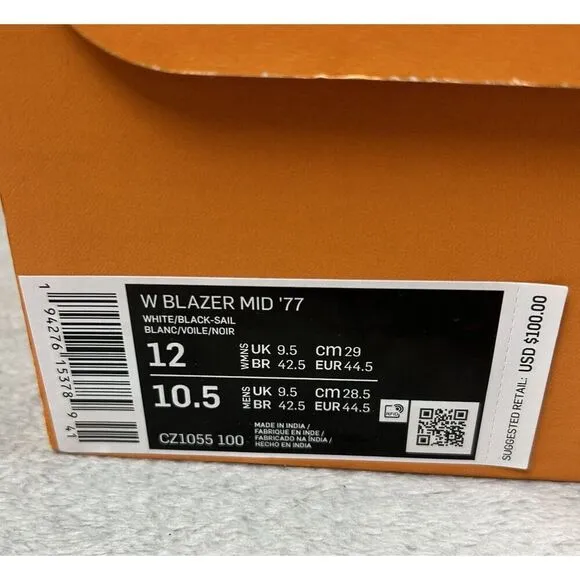 W BLAZER MID '77
WHITE/BLACK-SAIL
BLANC/VOILE/NOIR
12 WMNS UK 9.5 CM 29
BR 42.5 EUR 44.5
10.5 MENS UK 9.5 CM 28.5
BR 42.5 EUR 44.5
CZ1055 100
MADE IN INDIA/
FABRIQUE EN INDE/
FABRICADO NA ÍNDIA/
HECHO EN INDIA
RFID
SUGGESTED RETAIL: USD $100.00
1 94276 15378 9 41